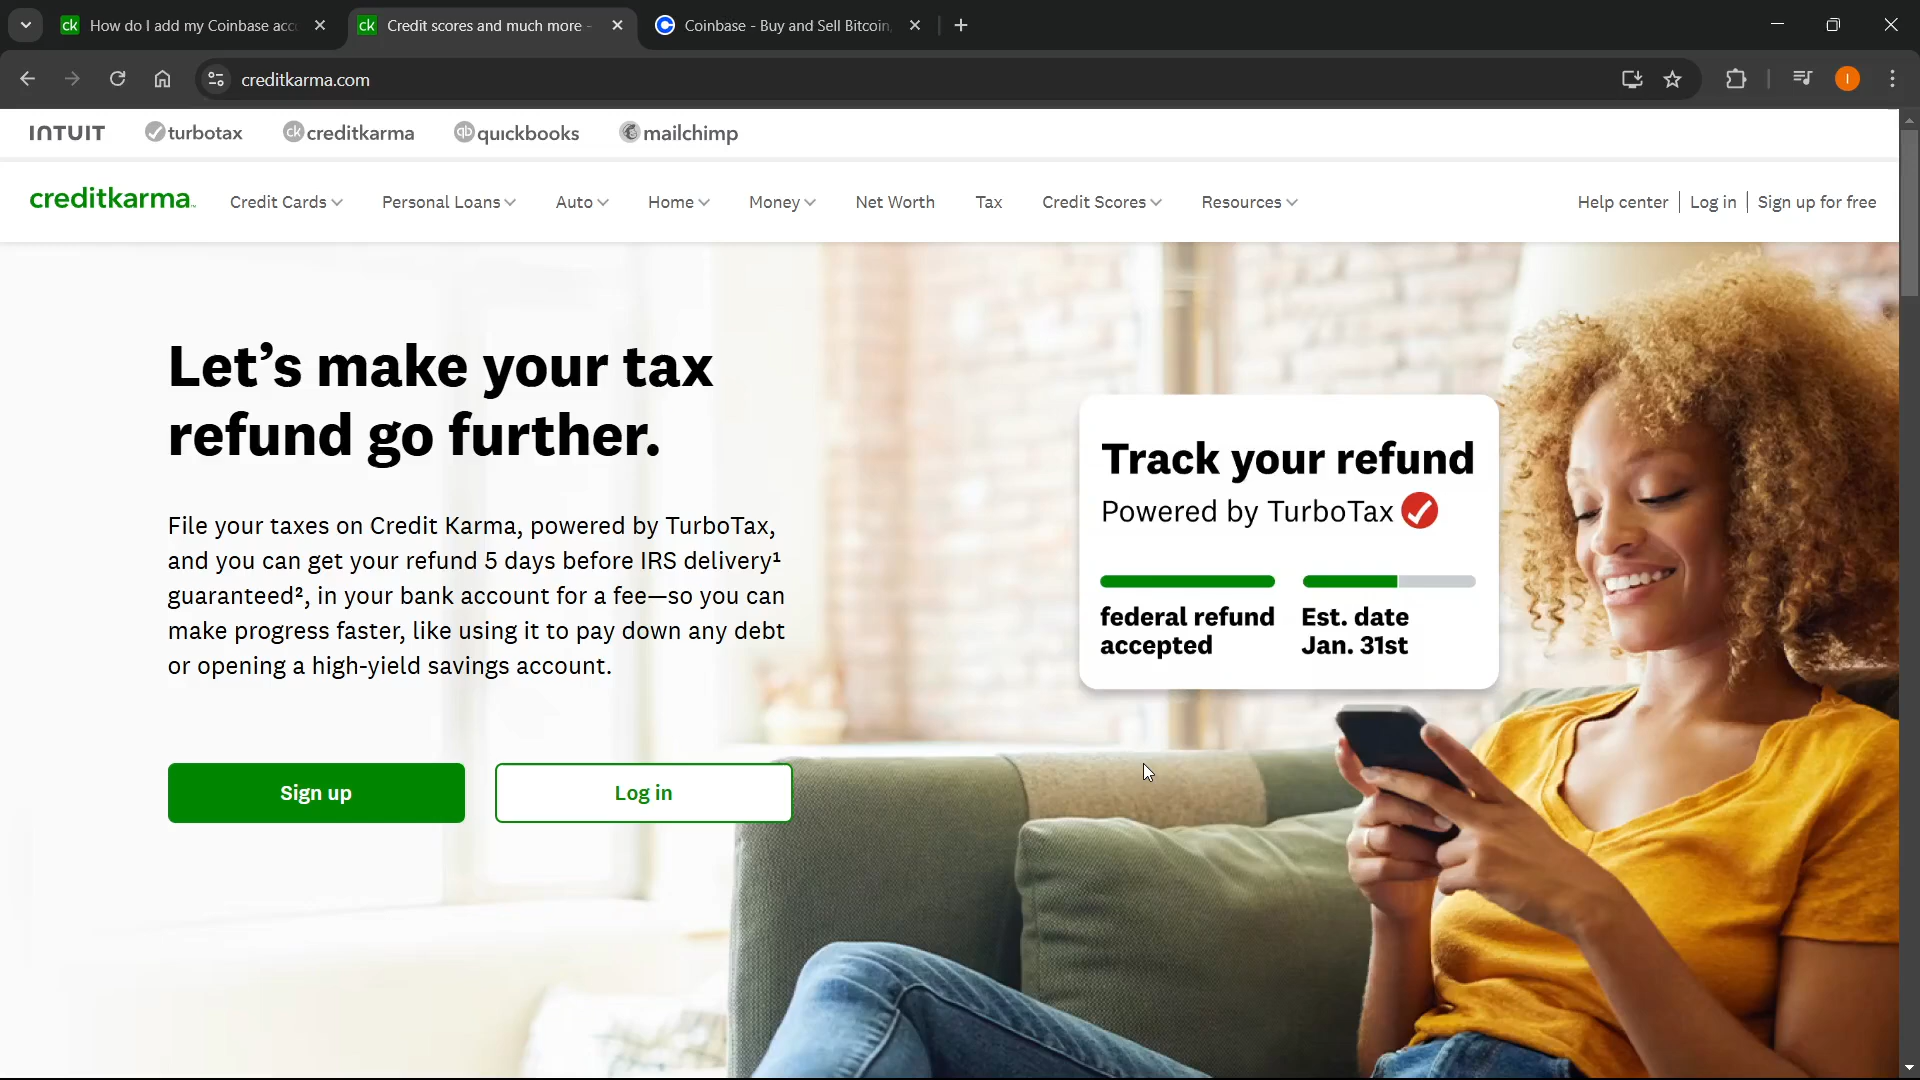 How do I add my Coinbase acc
Credit scores and much more -
Coinbase - Buy and Sell Bitcoin,
creditkarma.com
INTUIT
turbotax
creditkarma
quickbooks
mailchimp
creditkarma
Credit Cards
Personal Loans
Auto
Home
Money
Net Worth
Tax
Credit Scores
Resources
Help center
Log in
Sign up for free
Let's make your tax
refund go further.
File your taxes on Credit Karma, powered by TurboTax,
and you can get your refund 5 days before IRS delivery¹
guaranteed², in your bank account for a fee—so you can
make progress faster, like using it to pay down any debt
or opening a high-yield savings account.
Sign up
Log in
Track your refund
Powered by TurboTax
federal refund
accepted
Est. date
Jan. 31st